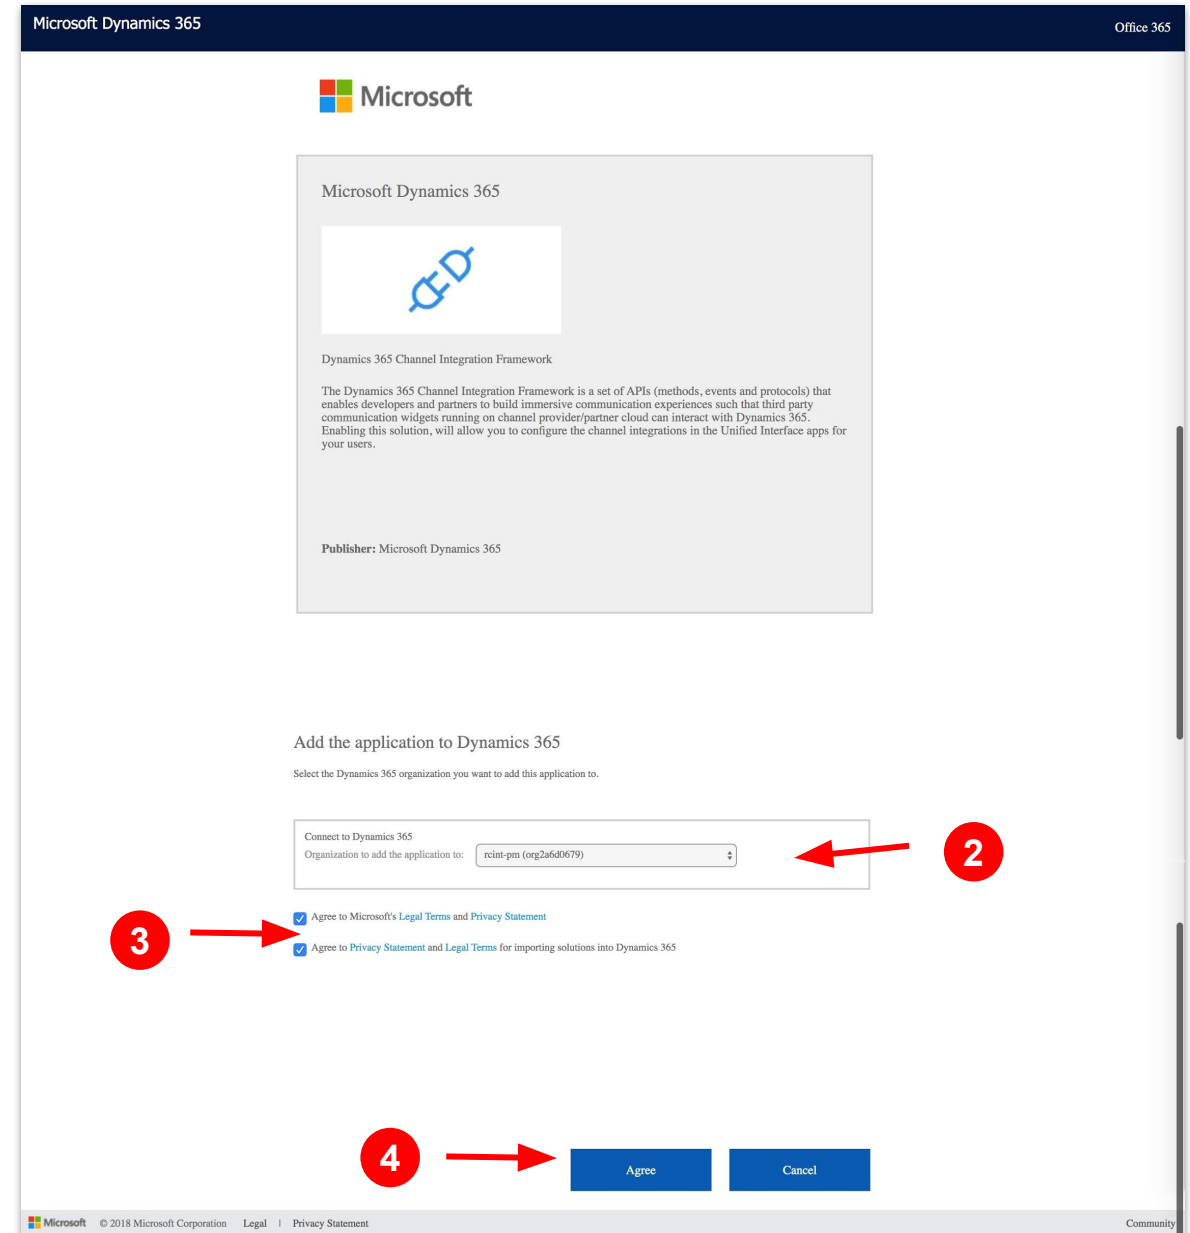 Microsoft Dynamics 365
Office 365
Microsoft
Microsoft Dynamics 365
Dynamics 365 Channel Integration Framework
The Dynamics 365 Channel Integration Framework is a set of APIs (methods, events and protocols) that
enables developers and partners to build immersive communication experiences such that third party
communication widgets running on channel provider/partner cloud can interact with Dynamics 365.
Enabling this solution, will allow you to configure the channel integrations in the Unified Interface apps for
your users.
Publisher: Microsoft Dynamics 365
Add the application to Dynamics 365
Select the Dynamics 365 organization you want to add this application to.
Connect to Dynamics 365
Organization to add the application to: rcint-pm (org2a6d0679)
2
Agree to Microsoft's Legal Terms and Privacy Statement
3
Agree to Privacy Statement and Legal Terms for importing solutions into Dynamics 365
4
Agree
Cancel
Microsoft © 2018 Microsoft Corporation Legal | Privacy Statement
Community